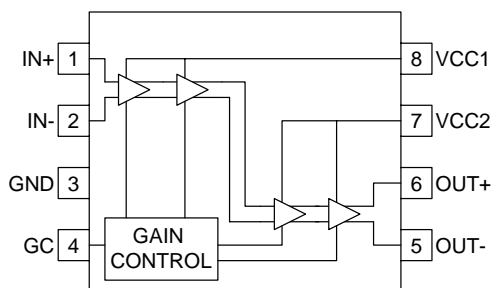 IN+ 1 8 VCC1
IN- 2 7 VCC2
GND 3 6 OUT+
GC 4 GAIN 5 OUT-
CONTROL